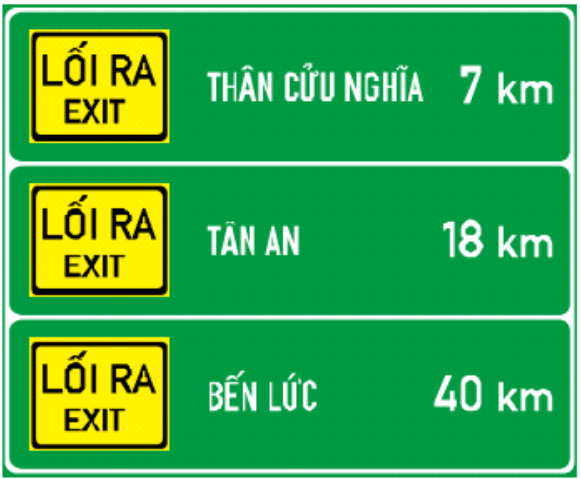 LỐI RA
EXIT
THÂN CỬU NGHĨA 7 km
LỐI RA
EXIT
TÂN AN 18 km
LỐI RA
EXIT
BẾN LỨC 40 km